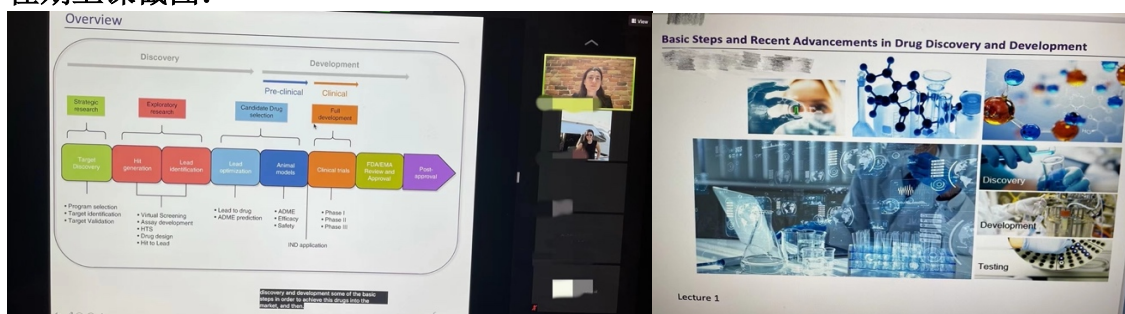 Overview
View
Discovery
Development
Pre-clinical
Clinical
Strategic
research
Exploratory
research
Candidate Drug
selection
Full
development
Target
Discovery
Hit
generation
Lead
identification
Lead
optimization
Animal
models
Clinical trials
FDA/EMA
Review and
Approval
Post-
approval
• Program selection
• Target identification
• Target Validation
• Virtual Screening
• Assay development
• HTS
• Drug design
• Hit to Lead
• Lead to drug
• ADME prediction
• ADME
• Efficacy
• Safety
• Phase I
• Phase II
• Phase III
IND application
discovery and development some of the basic
steps in order to achieve this drugs into the
market, and then,
Basic Steps and Recent Advancements in Drug Discovery and Development
Discovery
Development
Testing
Lecture 1